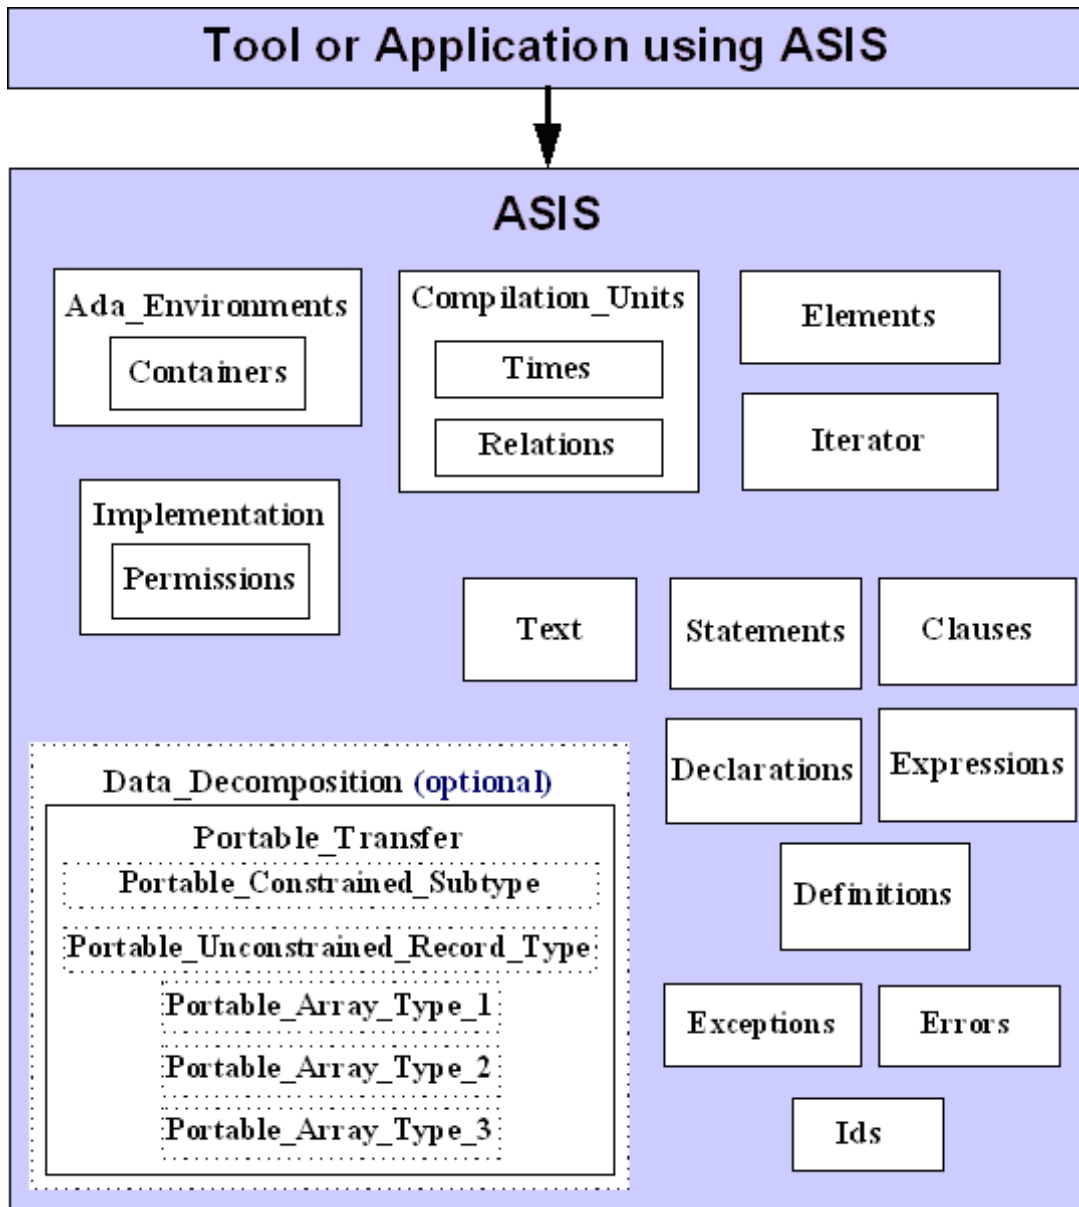 Tool or Application using ASIS
ASIS
Ada_Environments
Containers
Compilation_Units
Times
Relations
Elements
Iterator
Implementation
Permissions
Text
Statements
Clauses
Declarations
Expressions
Definitions
Exceptions
Errors
Ids
Data_Decomposition (optional)
Portable_Transfer
Portable_Constrained_Subtype
Portable_Unconstrained_Record_Type
Portable_Array_Type_1
Portable_Array_Type_2
Portable_Array_Type_3